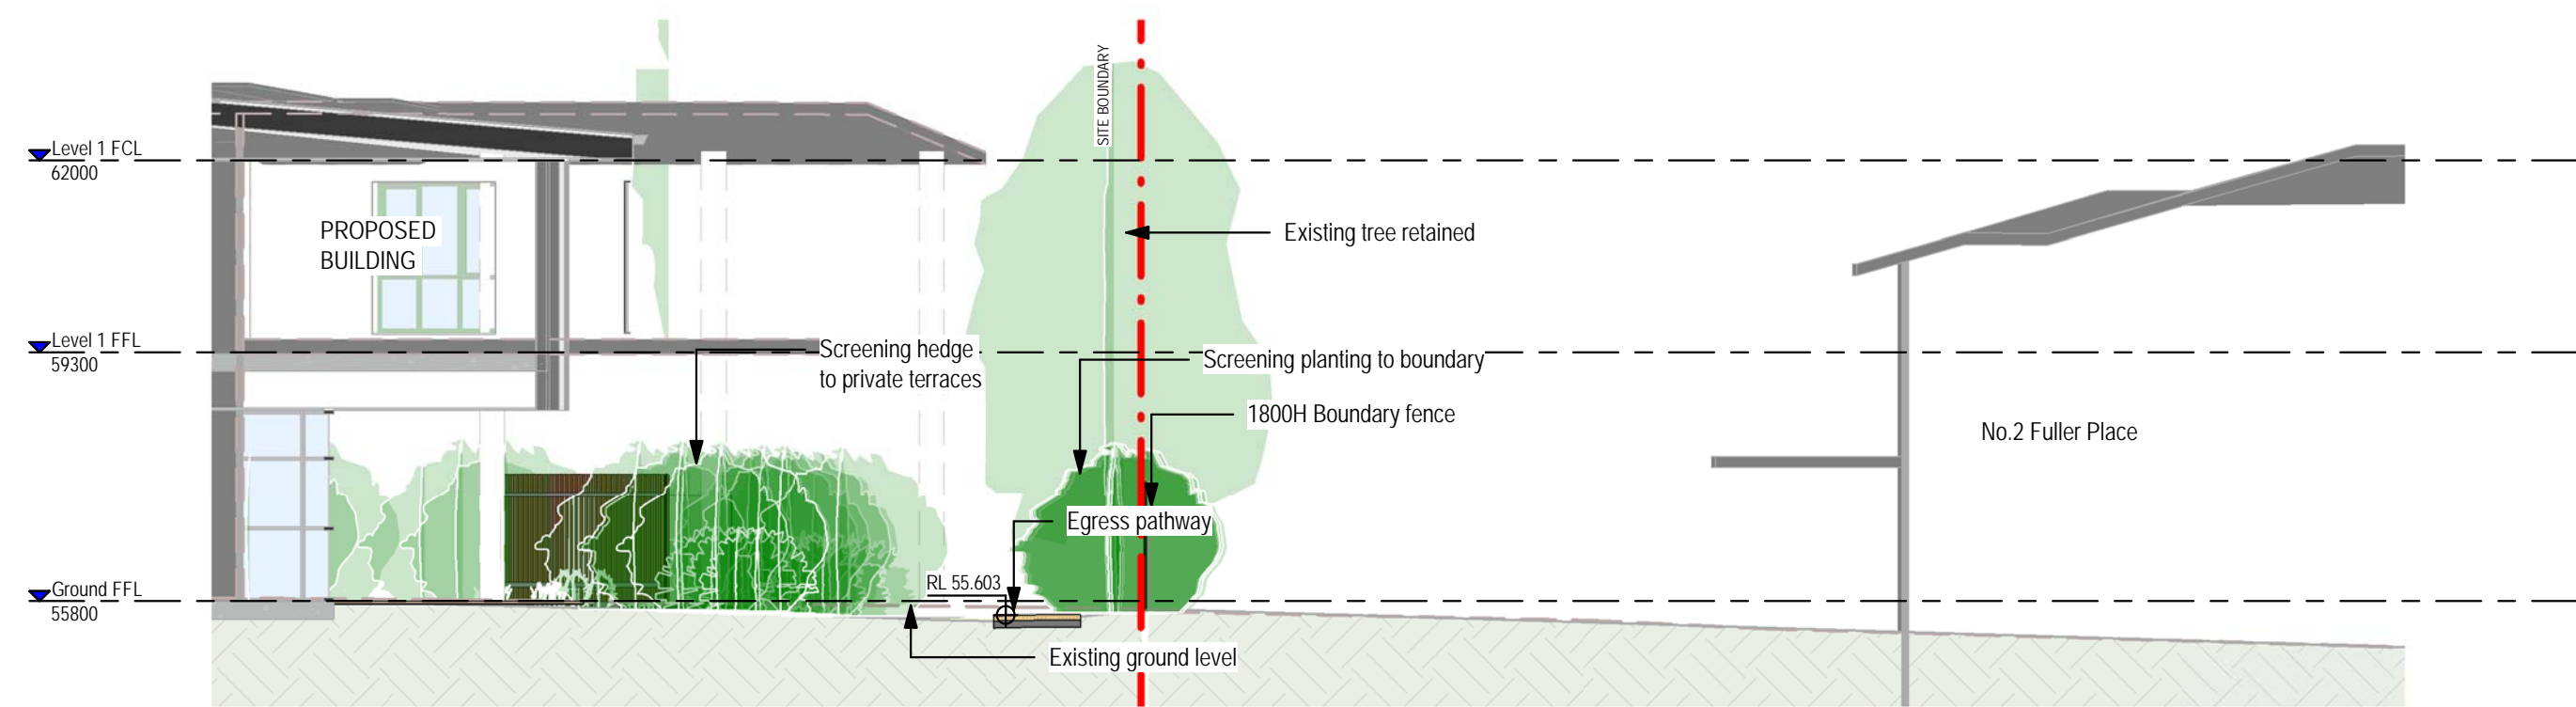 SITE BOUNDARY
Level 1 FCL
62000
PROPOSED
BUILDING
Existing tree retained
Level 1 FFL
59300
Screening hedge
to private terraces
Screening planting to boundary
1800H Boundary fence
No.2 Fuller Place
Egress pathway
RL 55.603
Ground FFL
55800
Existing ground level